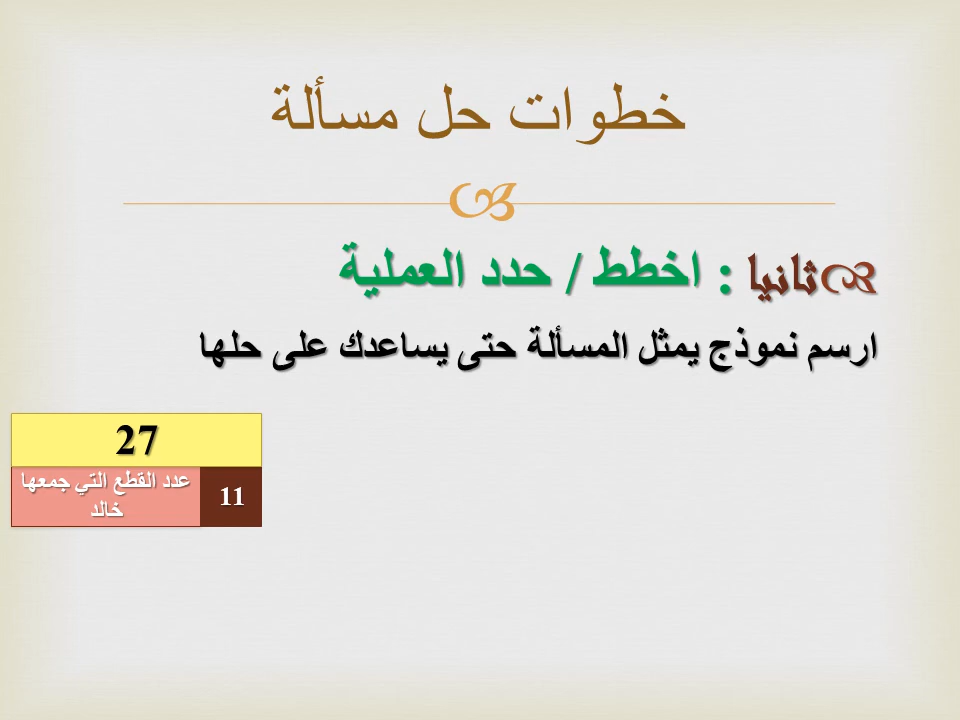 خطوات حل مسألة
ثانيا : اخطط / حدد العملية
ارسم نموذج يمثل المسألة حتى يساعدك على حلها
27
11
عدد القطع التي جمعها
خالد